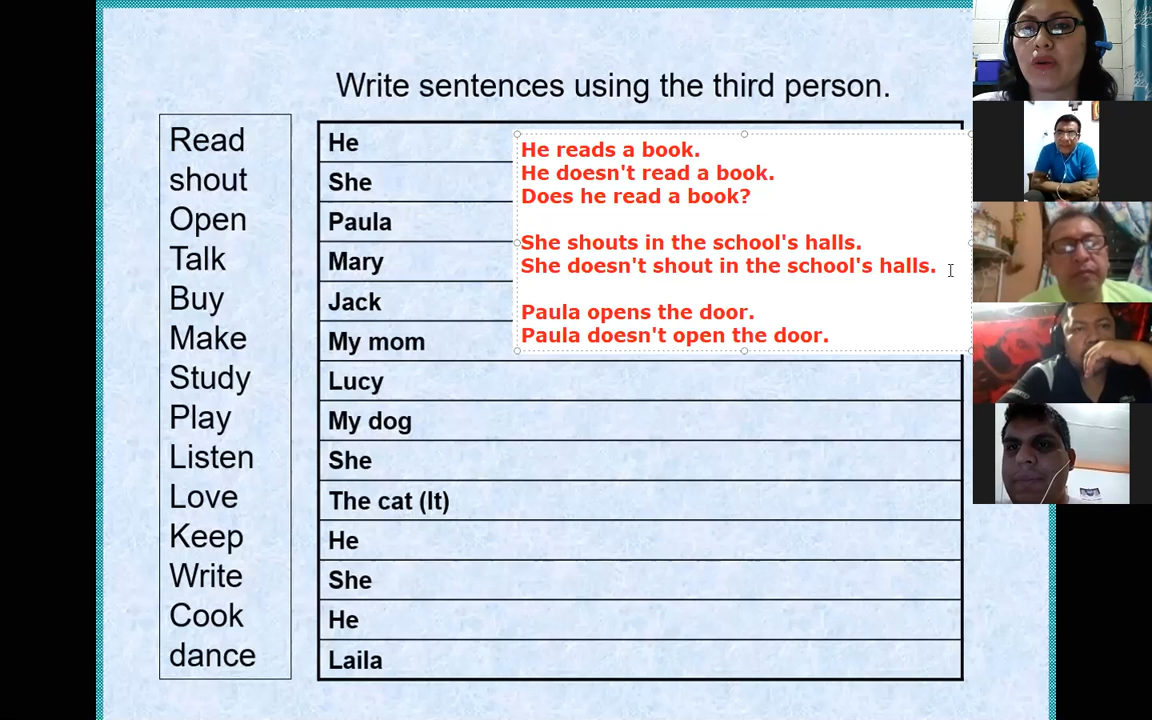 Write sentences using the third person.
Read
shout
Open
Talk
Buy
Make
Study
Play
Listen
Love
Keep
Write
Cook
dance
He
She
Paula
Mary
Jack
My mom
Lucy
My dog
She
The cat (It)
He
She
He
Laila
He reads a book.
He doesn't read a book.
Does he read a book?
She shouts in the school's halls.
She doesn't shout in the school's halls.
Paula opens the door.
Paula doesn't open the door.